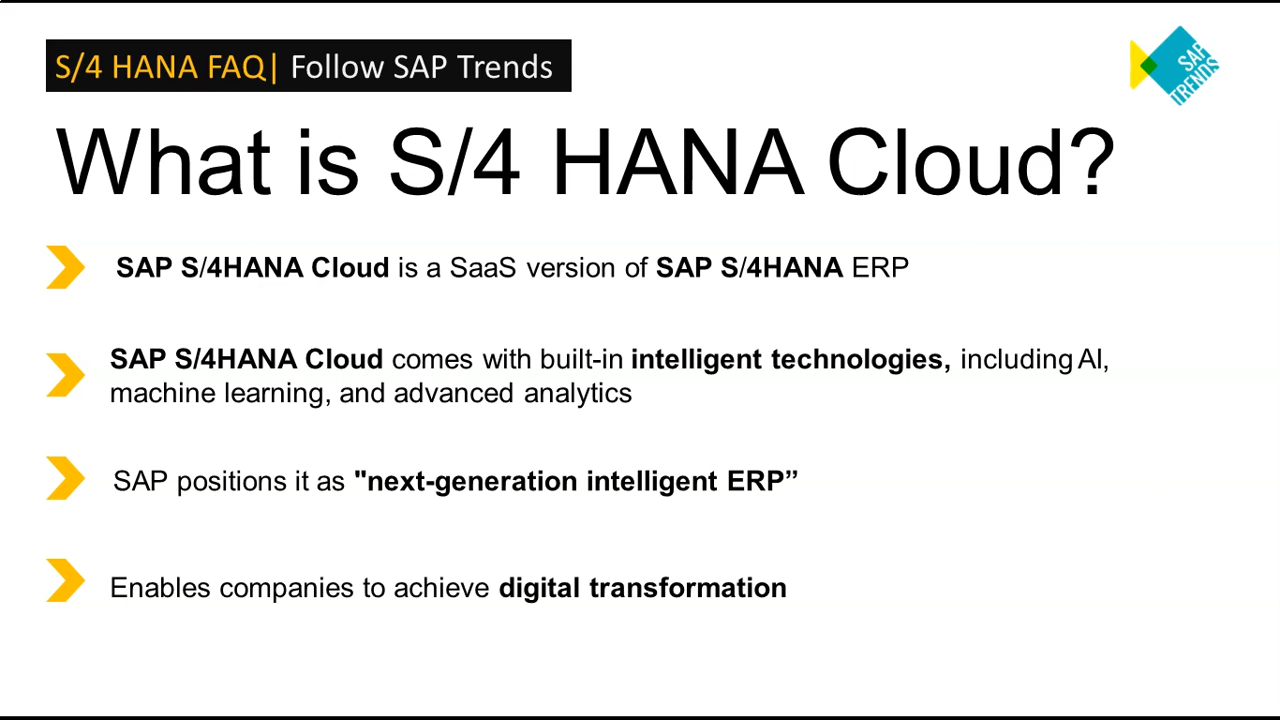 S/4 HANA FAQ| Follow SAP Trends
SAP
TRENDS
What is S/4 HANA Cloud?
SAP S/4HANA Cloud is a SaaS version of SAP S/4HANA ERP
SAP S/4HANA Cloud comes with built-in intelligent technologies, including AI,
machine learning, and advanced analytics
SAP positions it as "next-generation intelligent ERP”
Enables companies to achieve digital transformation